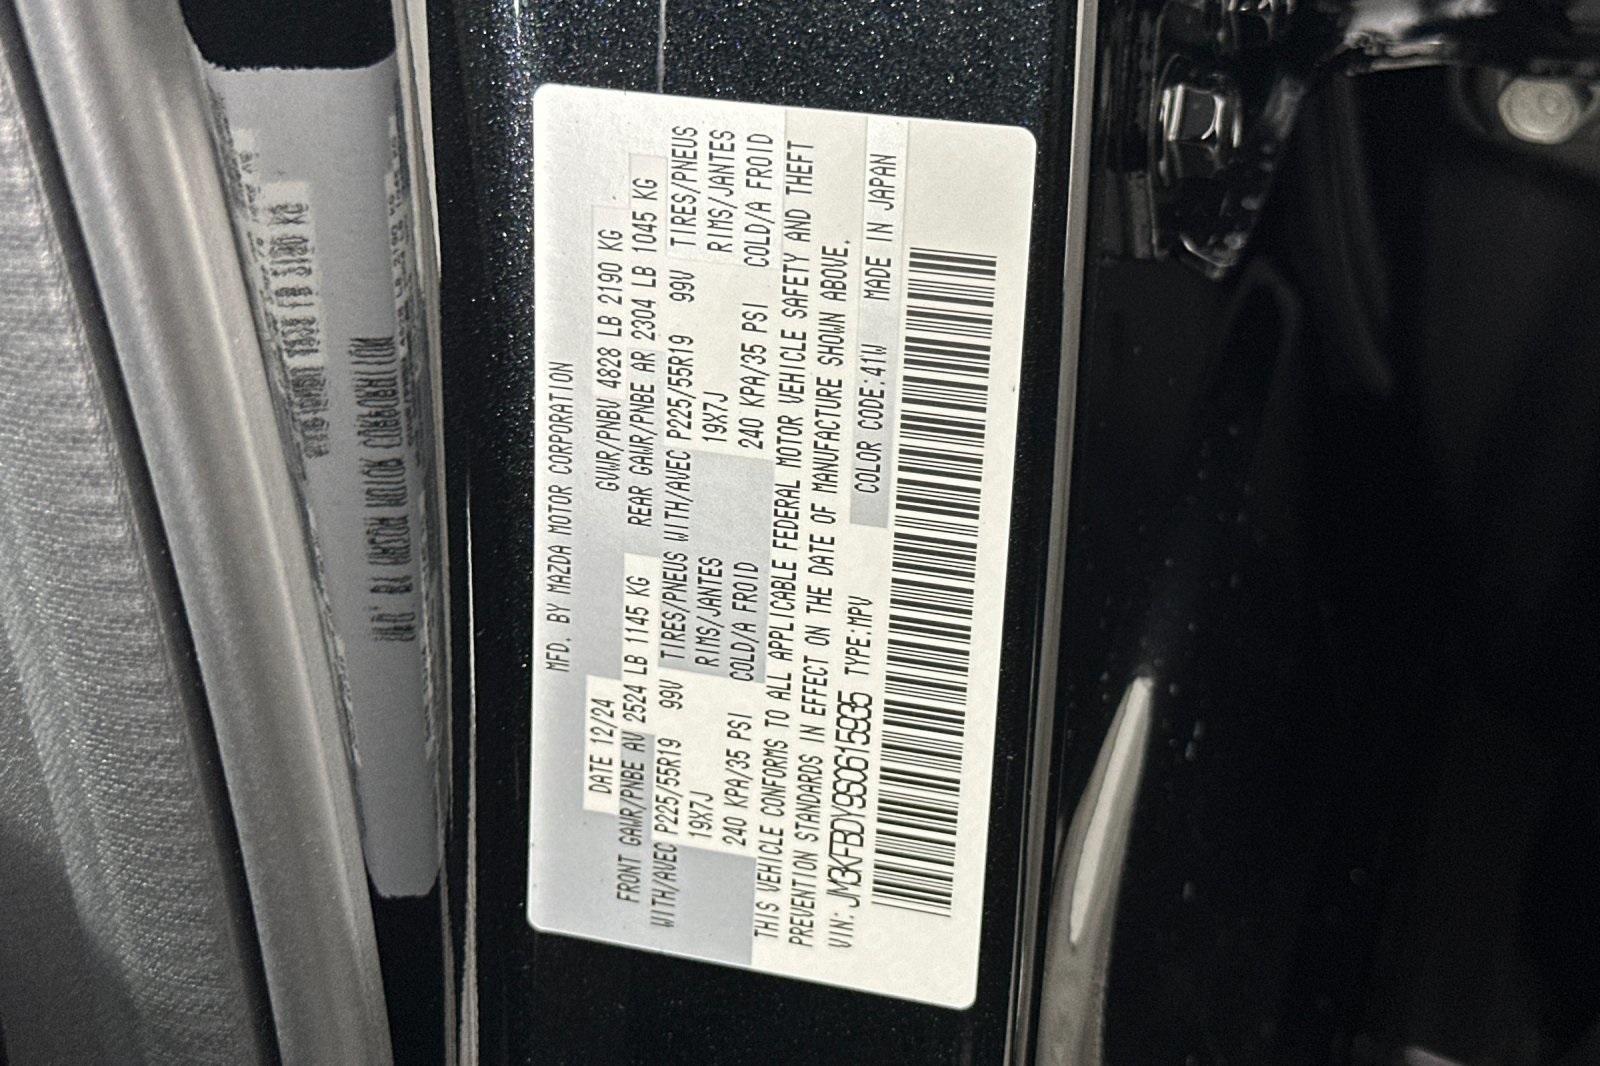 MFD. BY MAZDA MOTOR CORPORATION
DATE 12/24 GVWR/PNBV 4828 LB 2190 KG
FRONT GAWR/PNBE AV 2524 LB 1145 KG REAR GAWR/PNBE AR 2304 LB 1045 KG
WITH/AVEC P225/55R19 99V TIRES/PNEUS WITH/AVEC P225/55R19 99V TIRES/PNEUS
19X7J RIMS/JANTES 19X7J RIMS/JANTES
240 KPA/35 PSI COLD/A FROID 240 KPA/35 PSI COLD/A FROID
THIS VEHICLE CONFORMS TO ALL APPLICABLE FEDERAL MOTOR VEHICLE SAFETY AND THEFT
PREVENTION STANDARDS IN EFFECT ON THE DATE OF MANUFACTURE SHOWN ABOVE.
VIN: JM3KFBDY9S0615935 TYPE:MPV COLOR CODE:41W MADE IN JAPAN